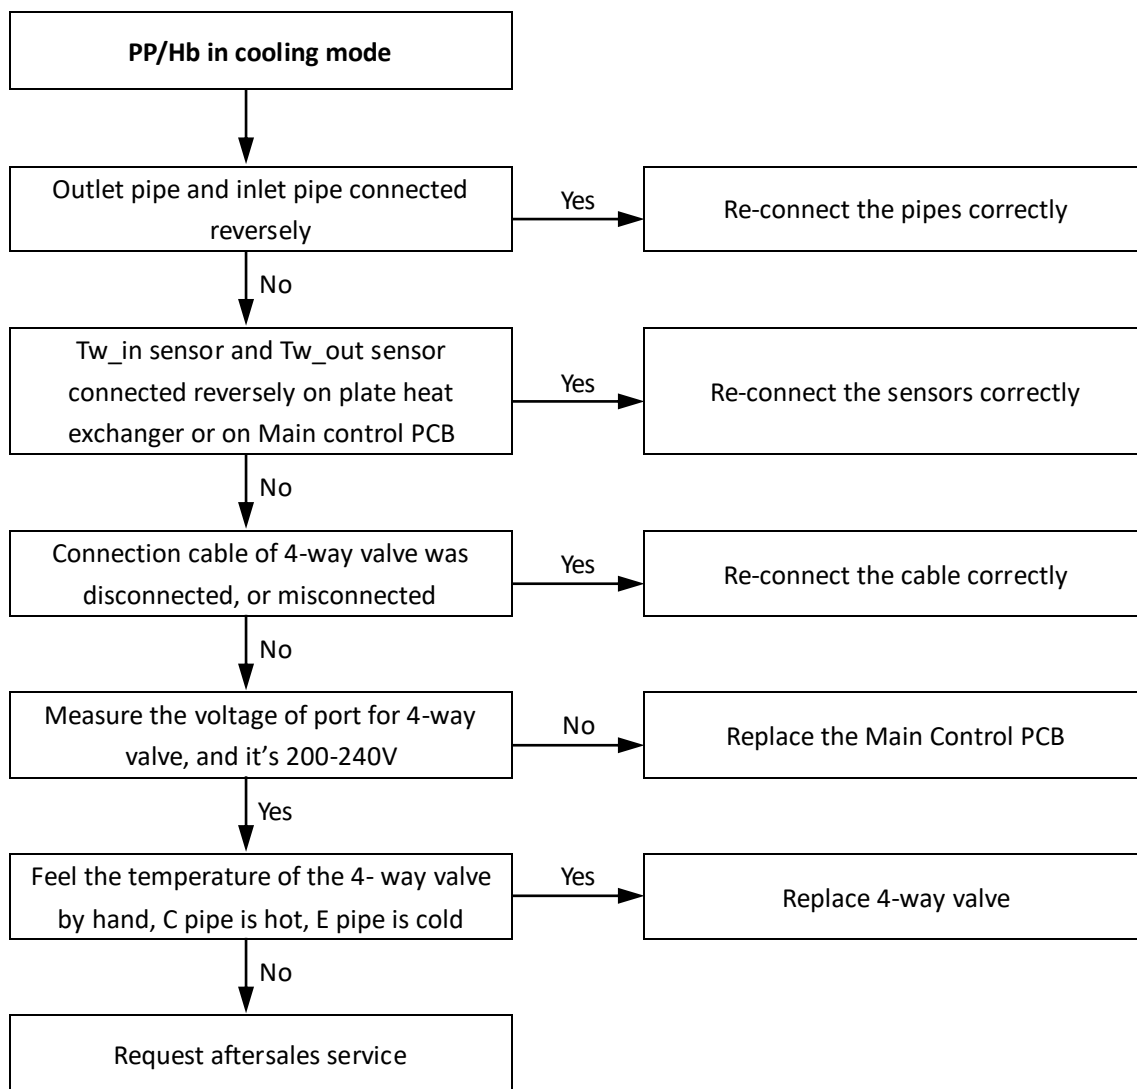 PP/Hb in cooling mode
Outlet pipe and inlet pipe connected
reversely
Yes
Re-connect the pipes correctly
No
Tw_in sensor and Tw_out sensor
connected reversely on plate heat
exchanger or on Main control PCB
Yes
Re-connect the sensors correctly
No
Connection cable of 4-way valve was
disconnected, or misconnected
Yes
Re-connect the cable correctly
No
Measure the voltage of port for 4-way
valve, and it’s 200-240V
No
Replace the Main Control PCB
Yes
Feel the temperature of the 4- way valve
by hand, C pipe is hot, E pipe is cold
Yes
Replace 4-way valve
No
Request aftersales service